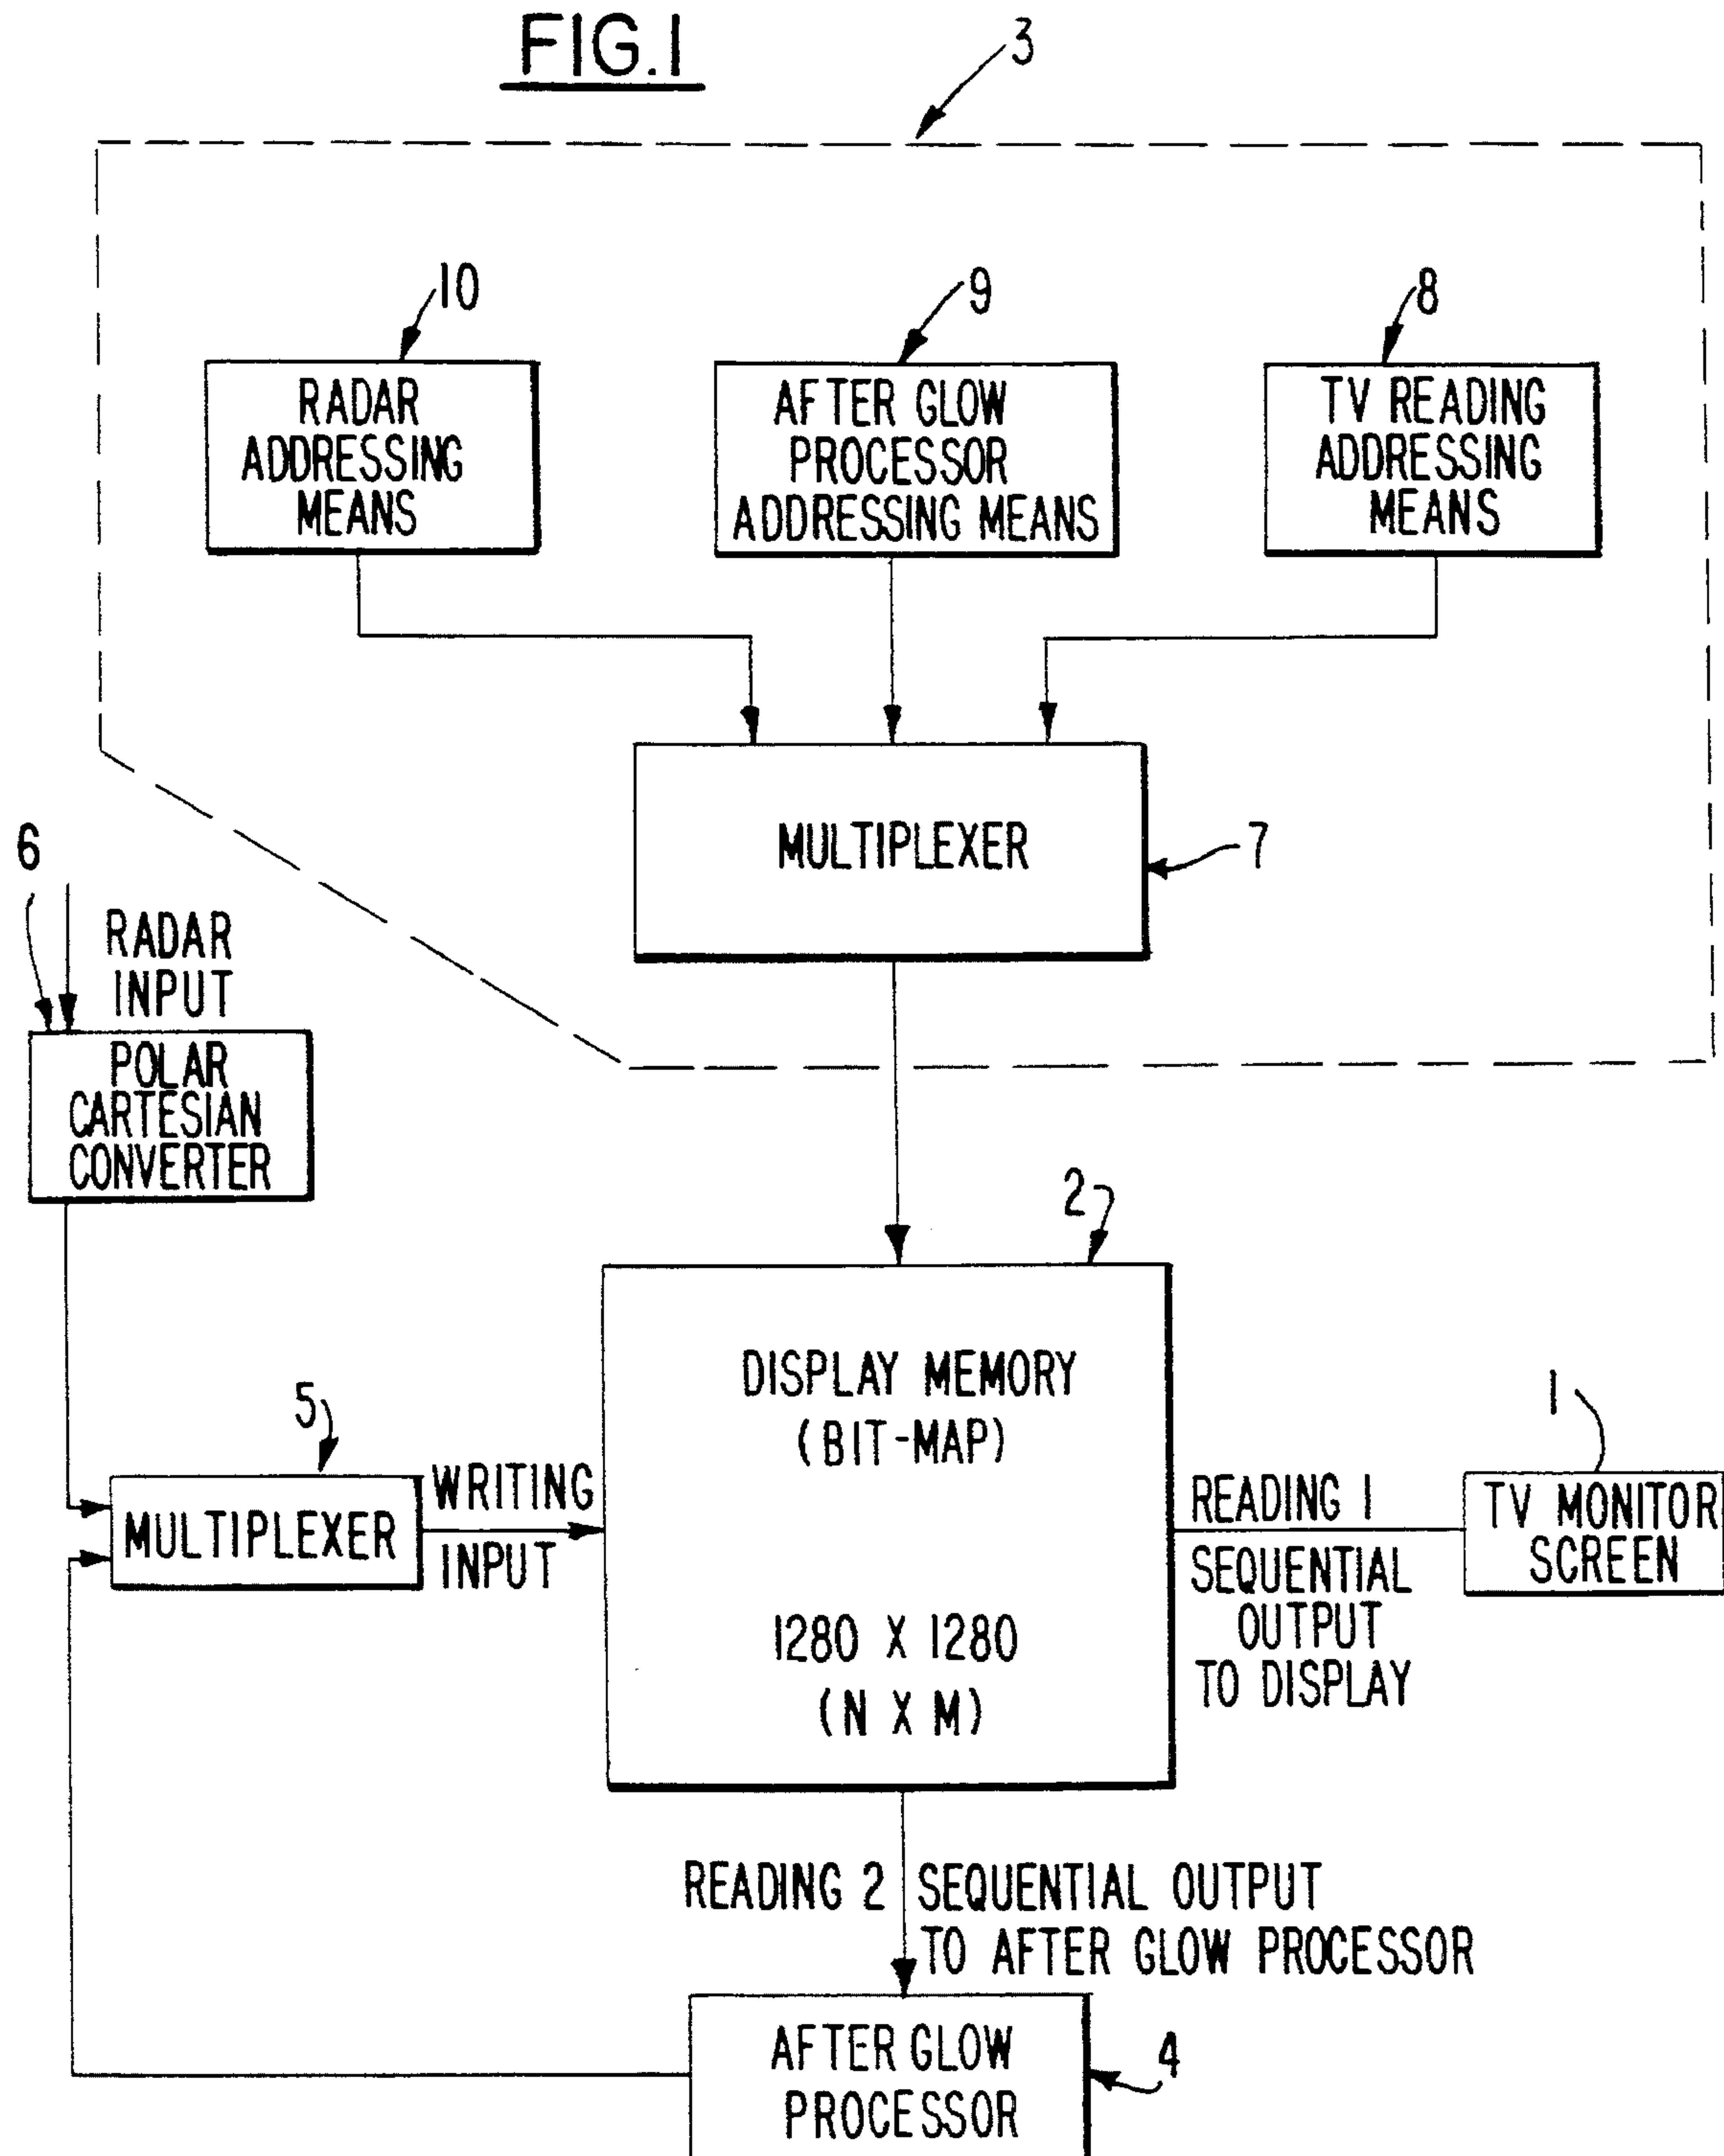 FIG.1
3
10
9
8
RADAR
ADDRESSING
MEANS
AFTER GLOW
PROCESSOR
ADDRESSING MEANS
TV READING
ADDRESSING
MEANS
MULTIPLEXER
7
6
RADAR
INPUT
POLAR
CARTESIAN
CONVERTER
2
DISPLAY MEMORY
(BIT-MAP)
1280 X 1280
(N X M)
5
MULTIPLEXER
WRITING
INPUT
READING 1
SEQUENTIAL
OUTPUT
TO DISPLAY
1
TV MONITOR
SCREEN
READING 2
SEQUENTIAL OUTPUT
TO AFTER GLOW PROCESSOR
AFTER GLOW
PROCESSOR
4